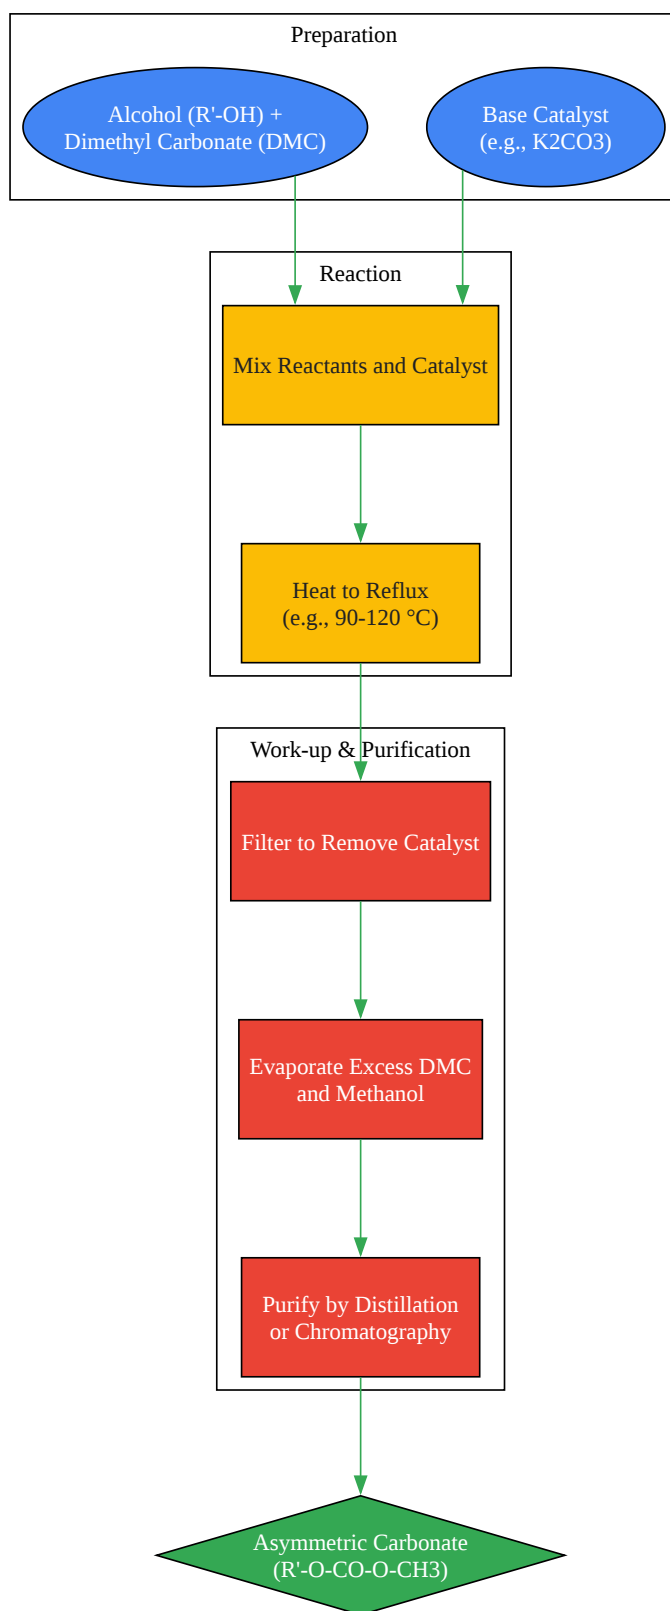 Preparation
Alcohol (R'-OH) +
Dimethyl Carbonate (DMC)
Base Catalyst
(e.g., K2CO3)
Reaction
Mix Reactants and Catalyst
Heat to Reflux
(e.g., 90-120 °C)
Work-up & Purification
Filter to Remove Catalyst
Evaporate Excess DMC
and Methanol
Purify by Distillation
or Chromatography
Asymmetric Carbonate
(R'-O-CO-O-CH3)